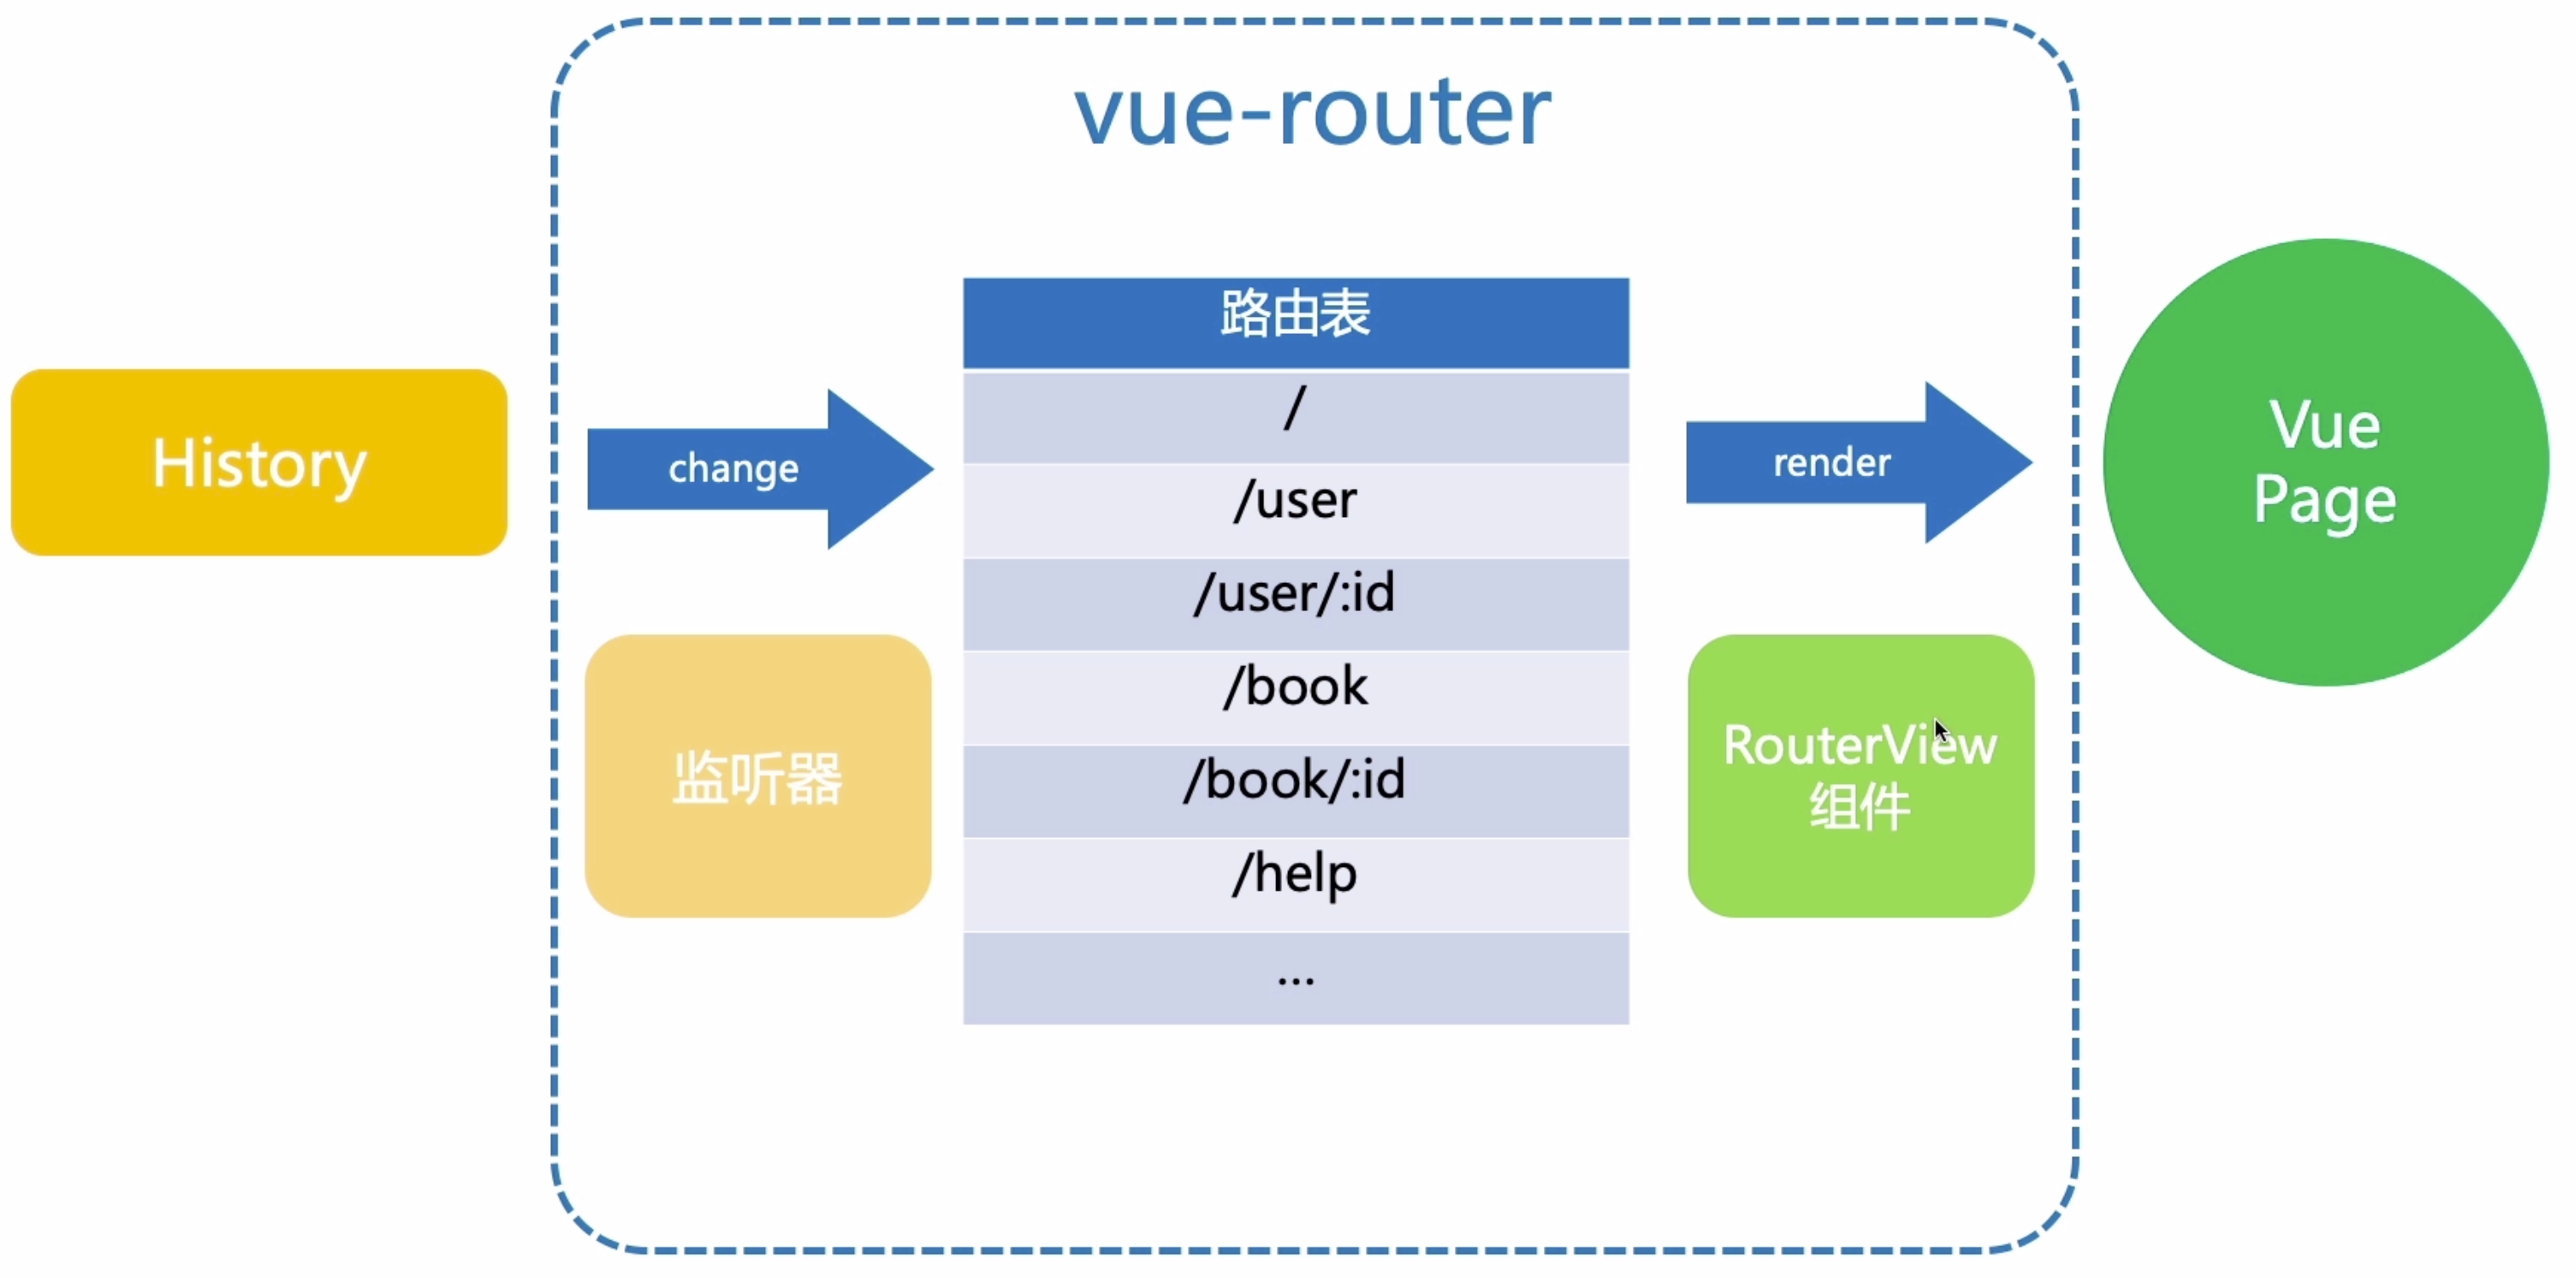 vue-router
History
change
监听器
路由表
/
/user
/user/:id
/book
/book/:id
/help
...
render
RouterView
组件
Vue
Page